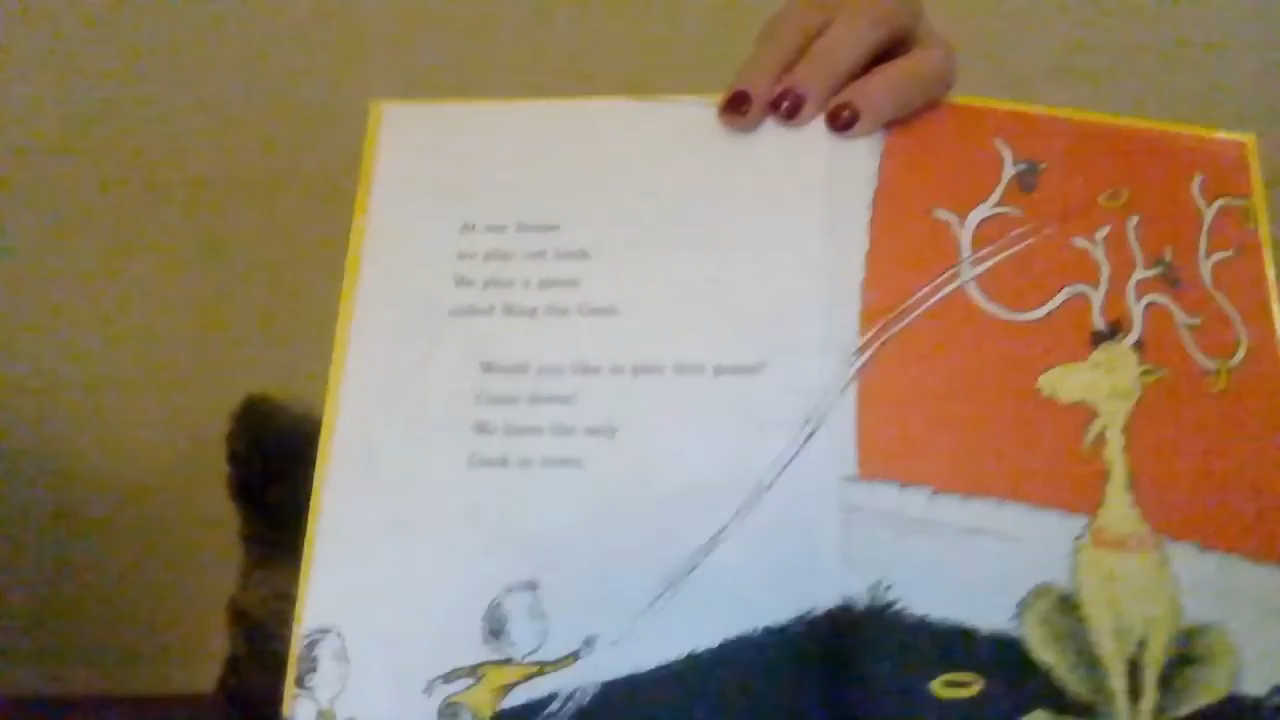 At our house
we play out back.
We play a game
called Ring the Gack.
Would you like to play this game?
Come down!
We have the only
Gack in town.